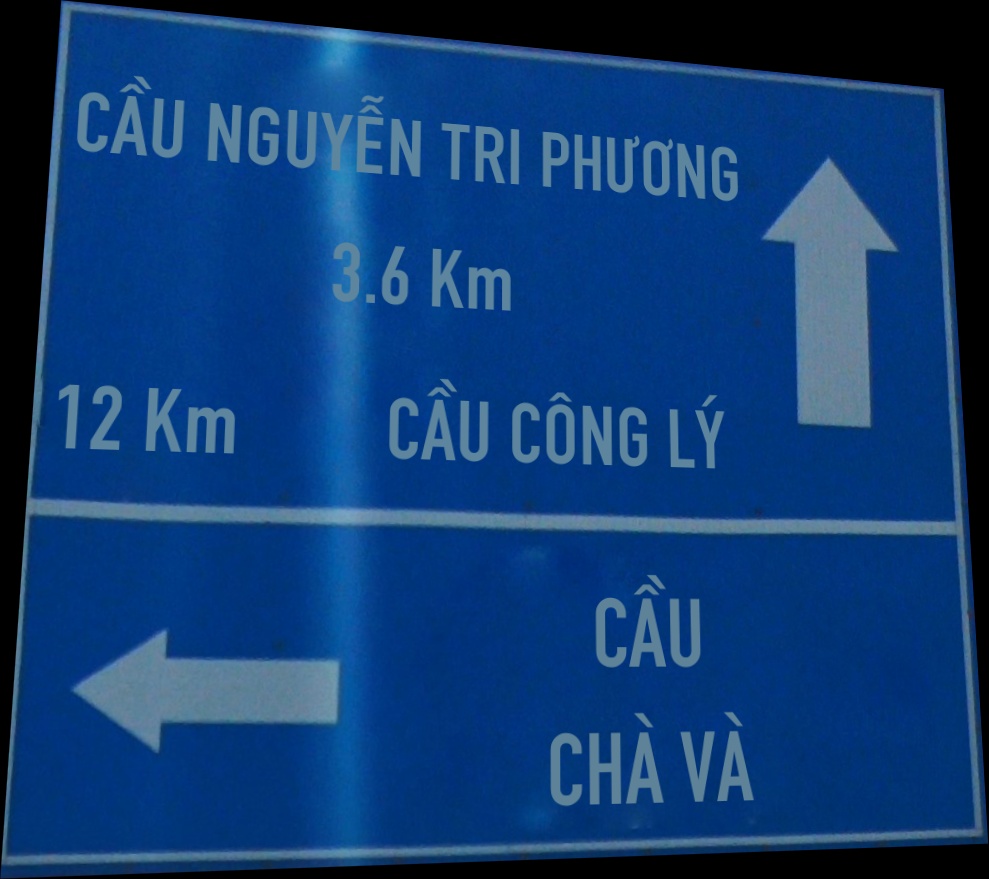 CẦU NGUYỄN TRI PHƯƠNG
3.6 Km
12 Km CẦU CÔNG LÝ
CẦU
CHÀ VÀ